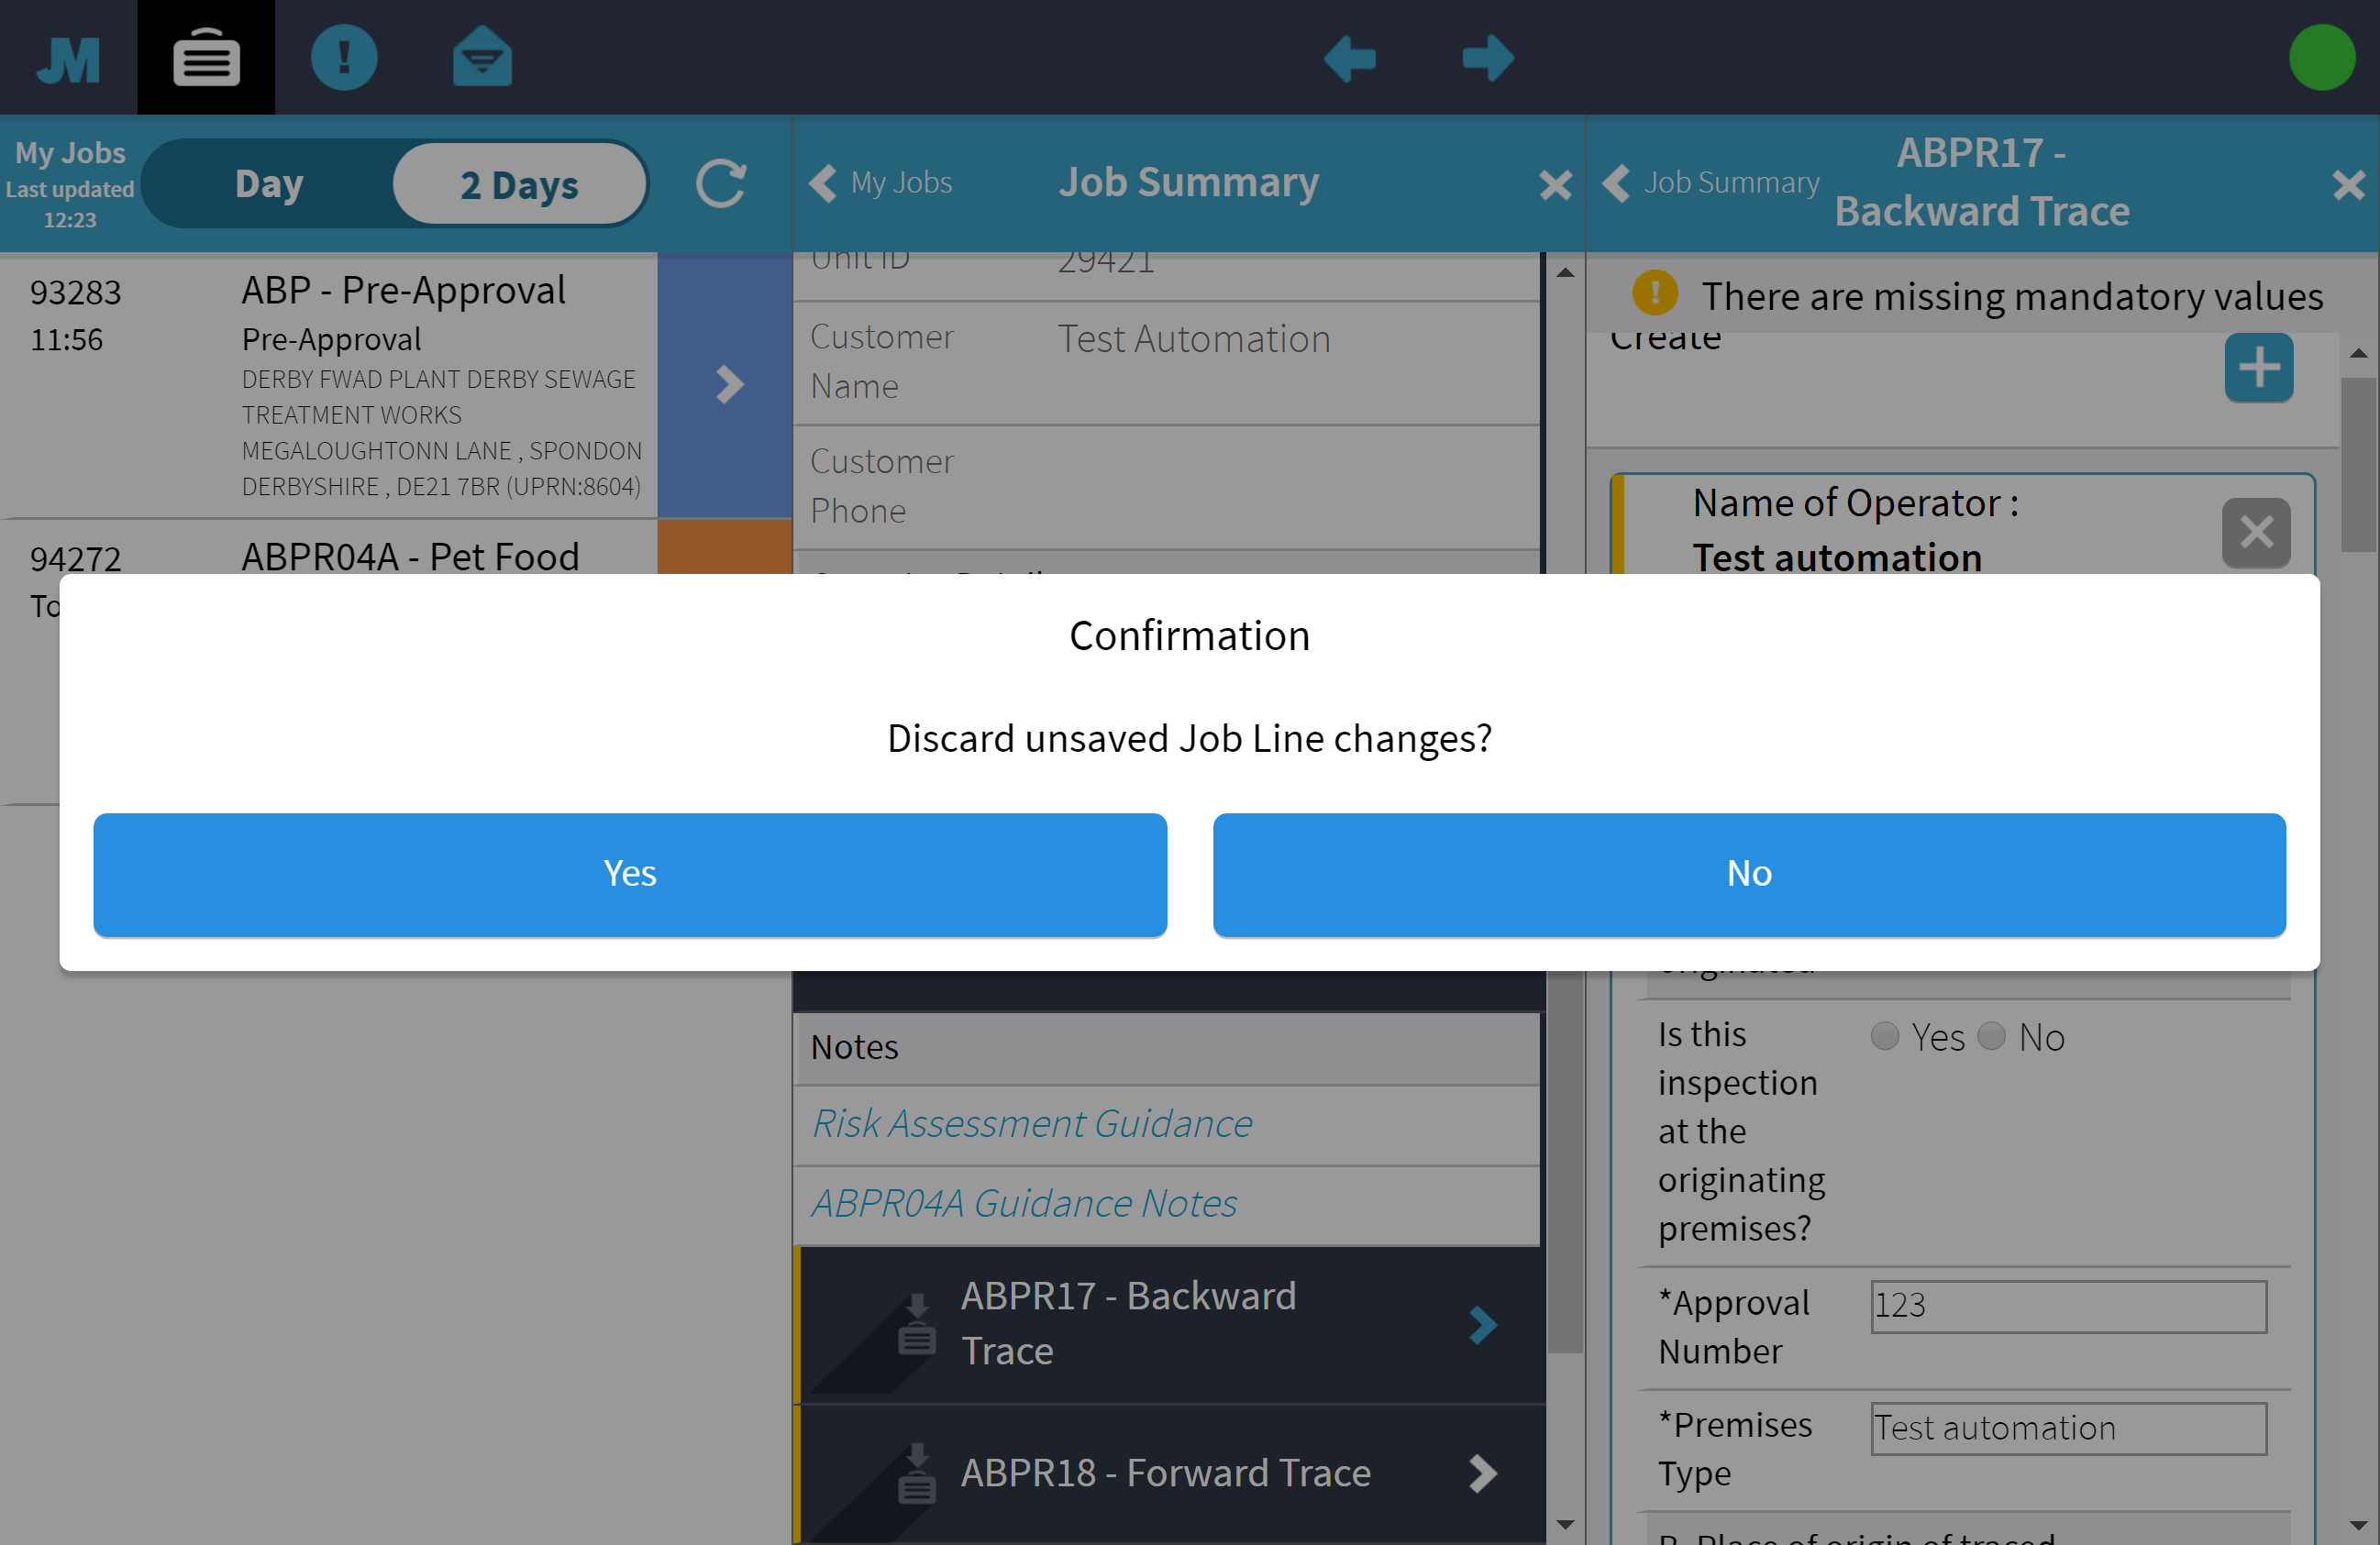 JM
My Jobs
Last updated
12:23
Day
2 Days
My Jobs
Job Summary
Job Summary
ABPR17 -
Backward Trace
93283
11:56
ABP - Pre-Approval
Pre-Approval
DERBY FWAD PLANT DERBY SEWAGE
TREATMENT WORKS
MEGALOUGHTONN LANE , SPONDON
DERBYSHIRE , DE21 7BR (UPRN:8604)
94272
To
ABPR04A - Pet Food
Unit ID
29421
Customer
Name
Test Automation
Customer
Phone
There are missing mandatory values
Create
Name of Operator :
Test automation
Confirmation
Discard unsaved Job Line changes?
Yes
No
Notes
Risk Assessment Guidance
ABPR04A Guidance Notes
ABPR17 - Backward
Trace
ABPR18 - Forward Trace
originated
Is this
inspection
at the
originating
premises?
Yes
No
*Approval
Number
123
*Premises
Type
Test automation
B. Place of origin of traced